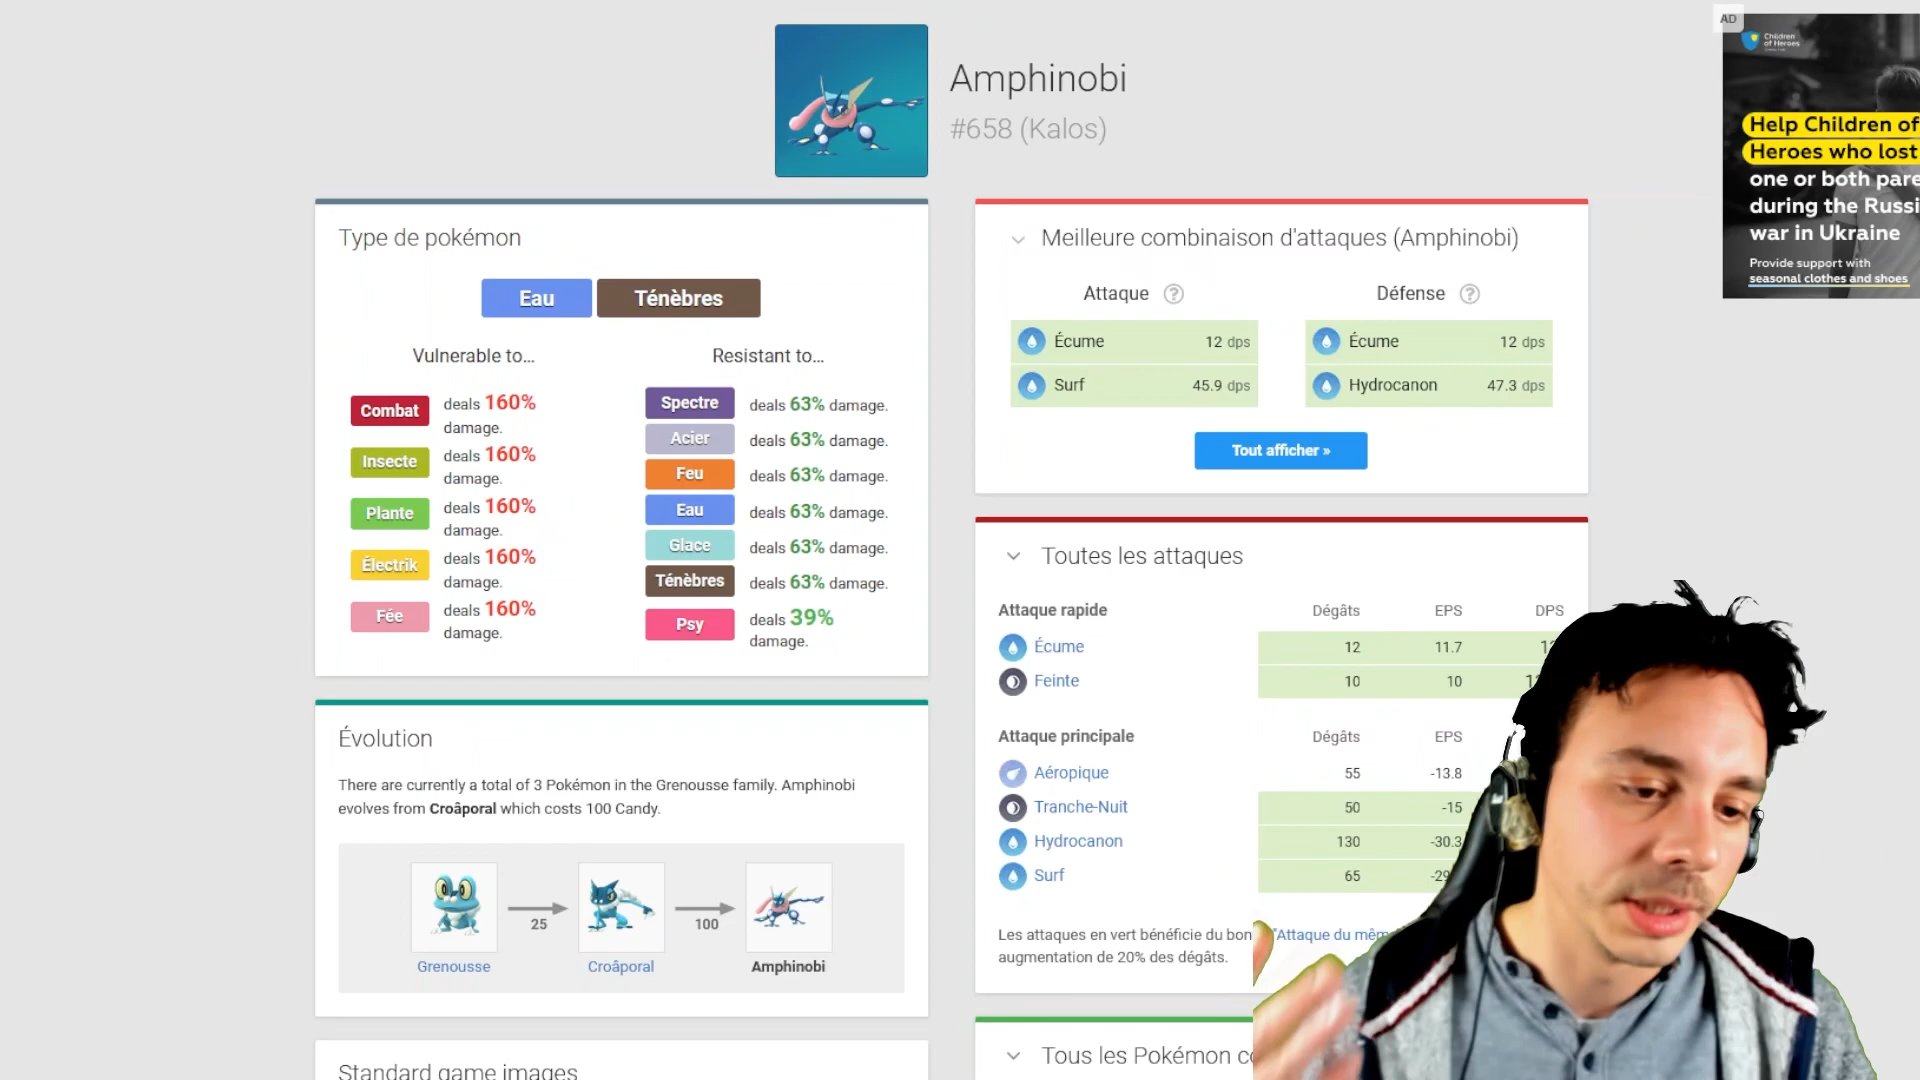 Amphinobi
#658 (Kalos)
AD
Children
of Heroes
Help Children of
Heroes who lost
one or both pare
during the Russi
war in Ukraine
Provide support with
seasonal clothes and shoes
Type de pokémon
Eau
Ténèbres
Vulnerable to...
Combat deals 160% damage.
Insecte deals 160% damage.
Plante deals 160% damage.
Électrik deals 160% damage.
Fée deals 160% damage.
Resistant to...
Spectre deals 63% damage.
Acier deals 63% damage.
Feu deals 63% damage.
Eau deals 63% damage.
Glace deals 63% damage.
Ténèbres deals 63% damage.
Psy deals 39% damage.
Évolution
There are currently a total of 3 Pokémon in the Grenousse family. Amphinobi
evolves from Croâporal which costs 100 Candy.
25
100
Grenousse
Croâporal
Amphinobi
Standard game images
Meilleure combinaison d'attaques (Amphinobi)
Attaque ?
Écume 12 dps
Surf 45.9 dps
Défense ?
Écume 12 dps
Hydrocanon 47.3 dps
Tout afficher »
Toutes les attaques
Attaque rapide Dégâts EPS DPS
Écume 12 11.7
Feinte 10 10
Attaque principale Dégâts EPS
Aéropique 55 -13.8
Tranche-Nuit 50 -15
Hydrocanon 130 -30.3
Surf 65 -29
Les attaques en vert bénéficie du bon "Attaque du mêm
augmentation de 20% des dégâts.
Tous les Pokémon c